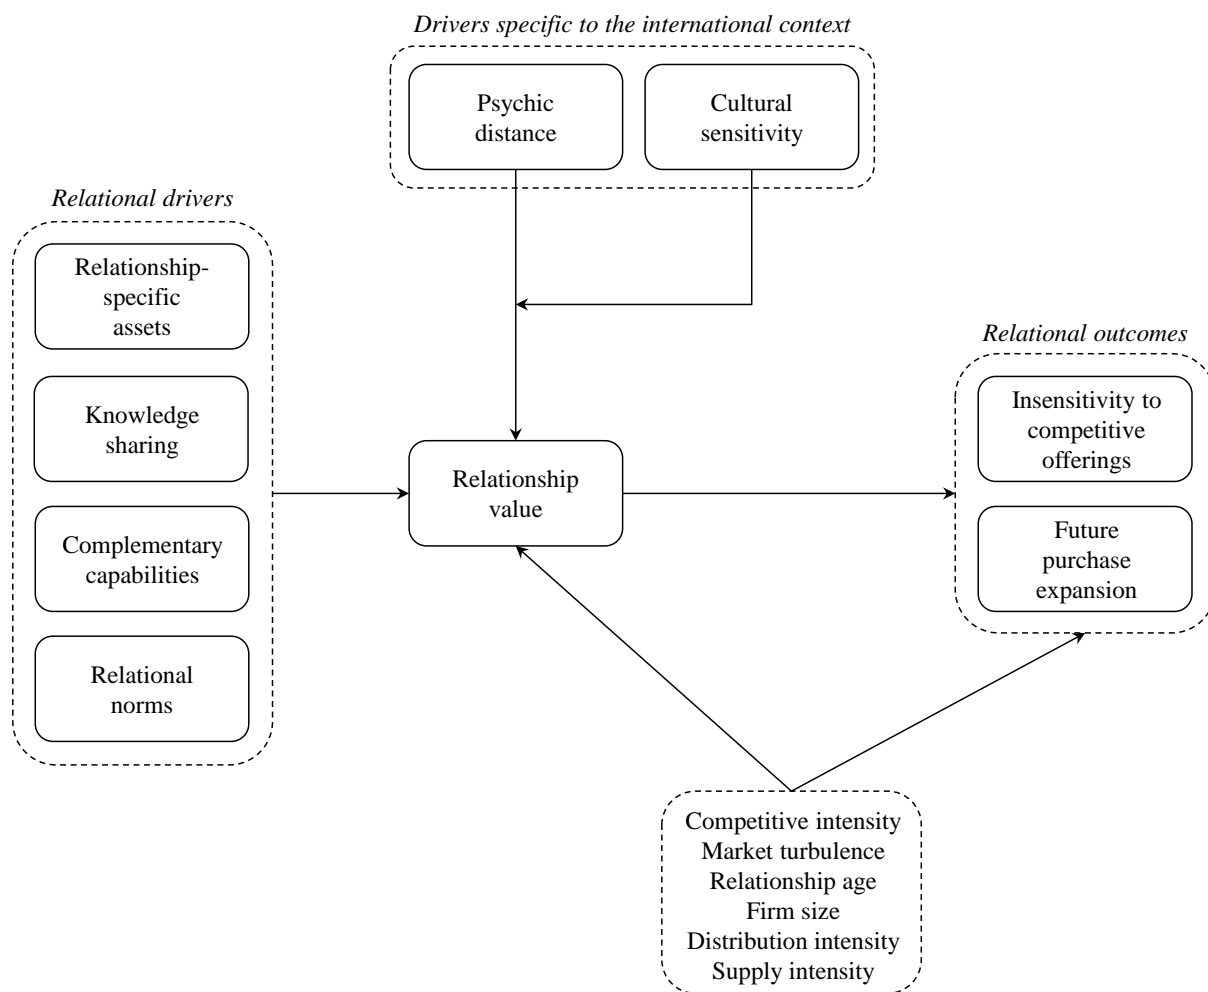 Drivers specific to the international context
Psychic
distance
Cultural
sensitivity
Relational drivers
Relationship-
specific
assets
Knowledge
sharing
Complementary
capabilities
Relational
norms
Relationship
value
Relational outcomes
Insensitivity to
competitive
offerings
Future
purchase
expansion
Competitive intensity
Market turbulence
Relationship age
Firm size
Distribution intensity
Supply intensity